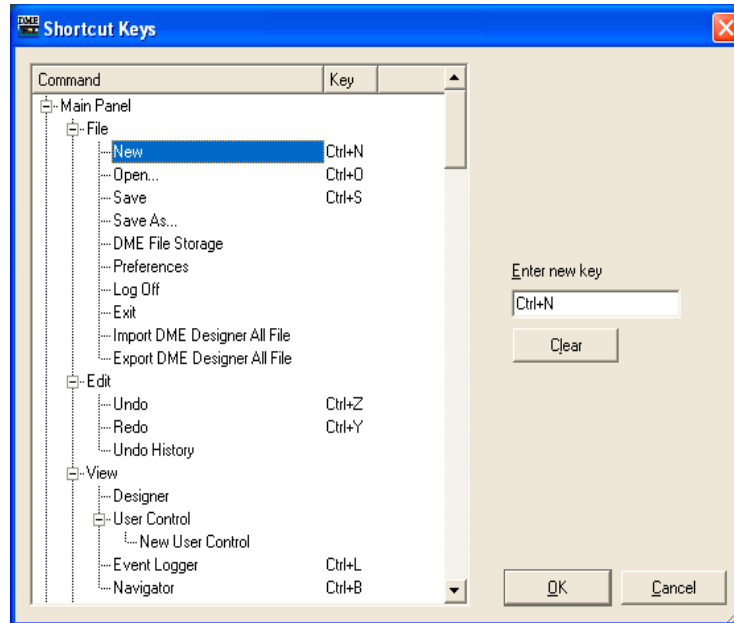 DME Shortcut Keys
Command Key
Main Panel
File
New Ctrl+N
Open... Ctrl+O
Save Ctrl+S
Save As...
DME File Storage
Preferences
Log Off
Exit
Import DME Designer All File
Export DME Designer All File
Edit
Undo Ctrl+Z
Redo Ctrl+Y
Undo History
View
Designer
User Control
New User Control
Event Logger Ctrl+L
Navigator Ctrl+B
Enter new key
Ctrl+N
Clear
OK Cancel